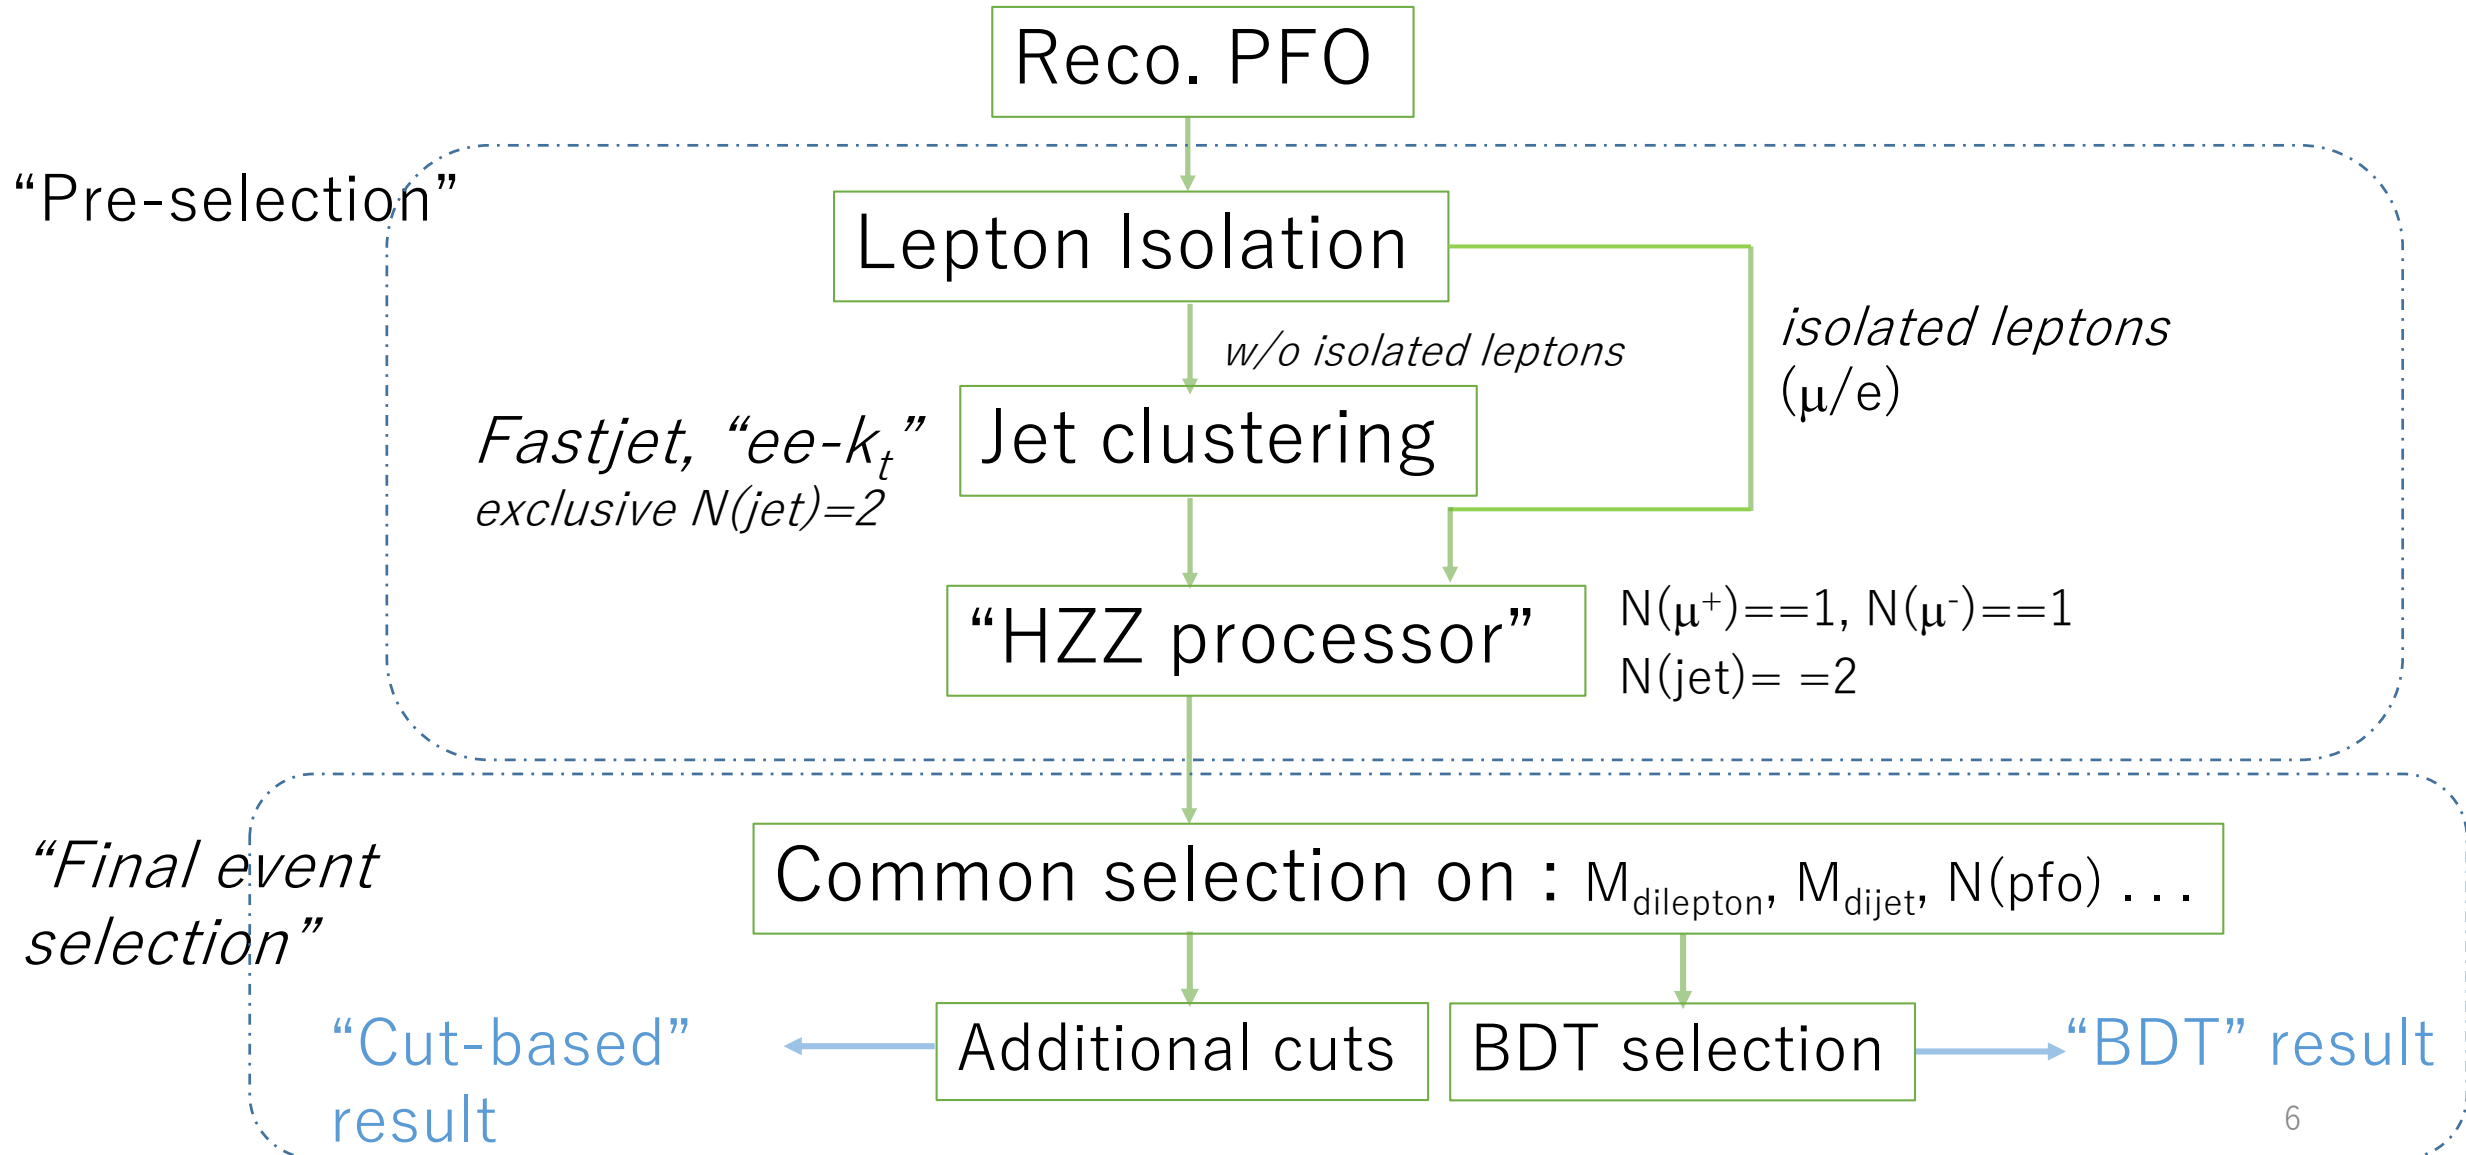 Reco. PFO
“Pre-selection”
Lepton Isolation
w/o isolated leptons
isolated leptons
(μ/e)
Fastjet, “ee-kₜ”
exclusive N(jet)=2
Jet clustering
“HZZ processor”
N(μ⁺)==1, N(μ⁻)==1
N(jet)= =2
“Final event
selection”
Common selection on : M_dilepton, M_dijet, N(pfo) . . .
“Cut-based”
result
Additional cuts
BDT selection
“BDT” result
6